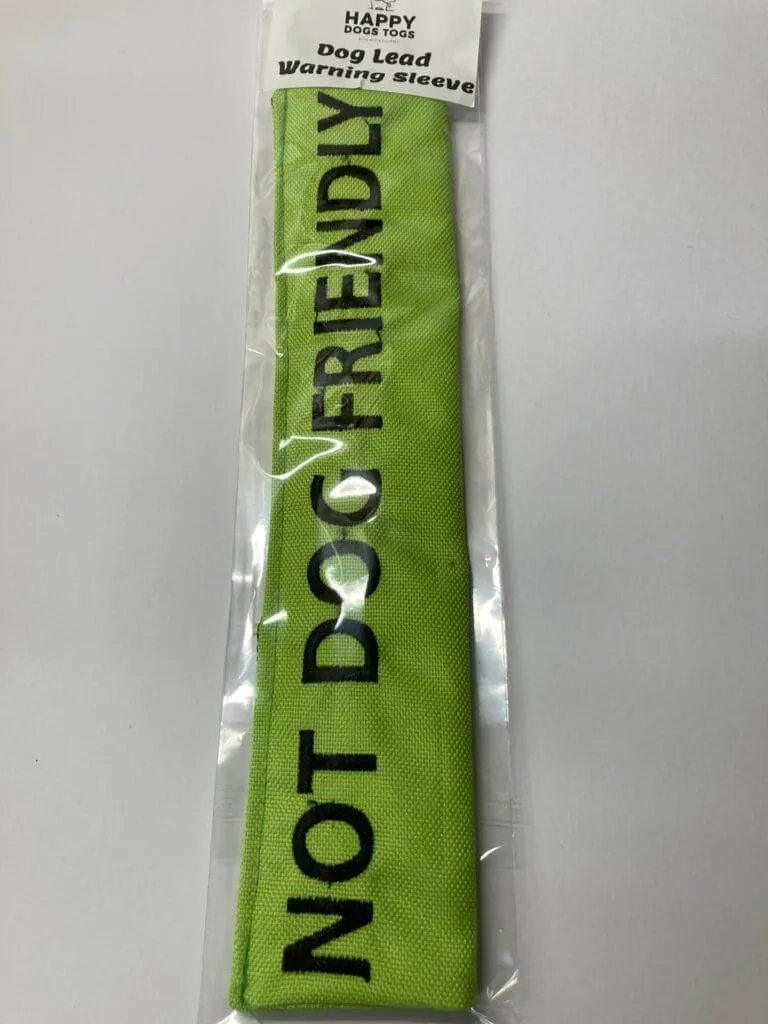 HAPPY
DOGS TOGS
Dog Lead
Warning Sleeve
NOT DOG FRIENDLY